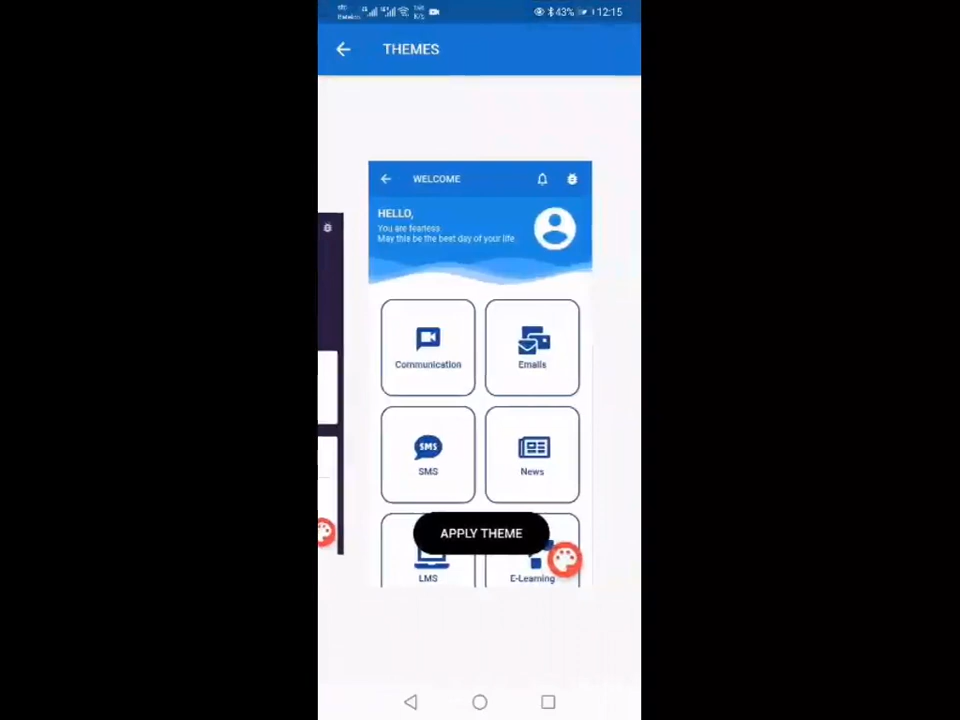 43% 12:15
THEMES
WELCOME
HELLO,
You are fearless
May this be the best day of your life
Communication
Emails
SMS
SMS
News
APPLY THEME
LMS
E-Learning